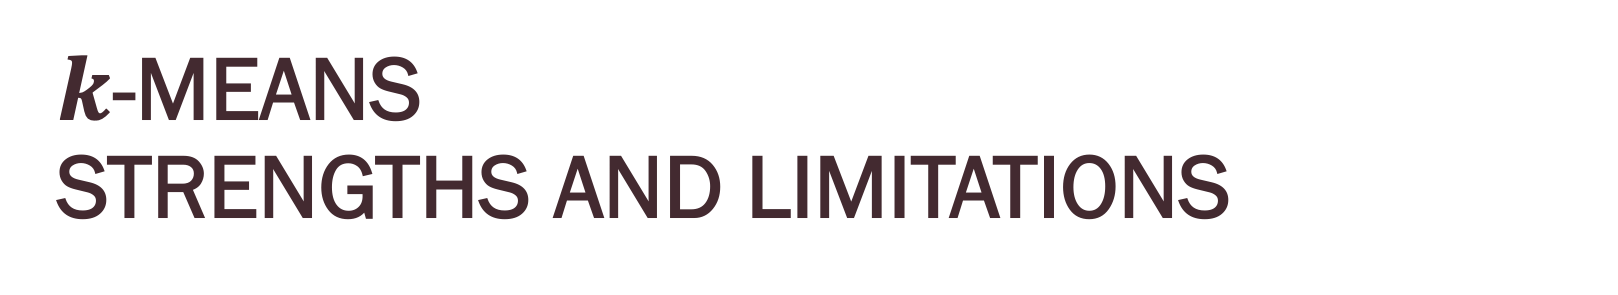 k-MEANS
STRENGTHS AND LIMITATIONS